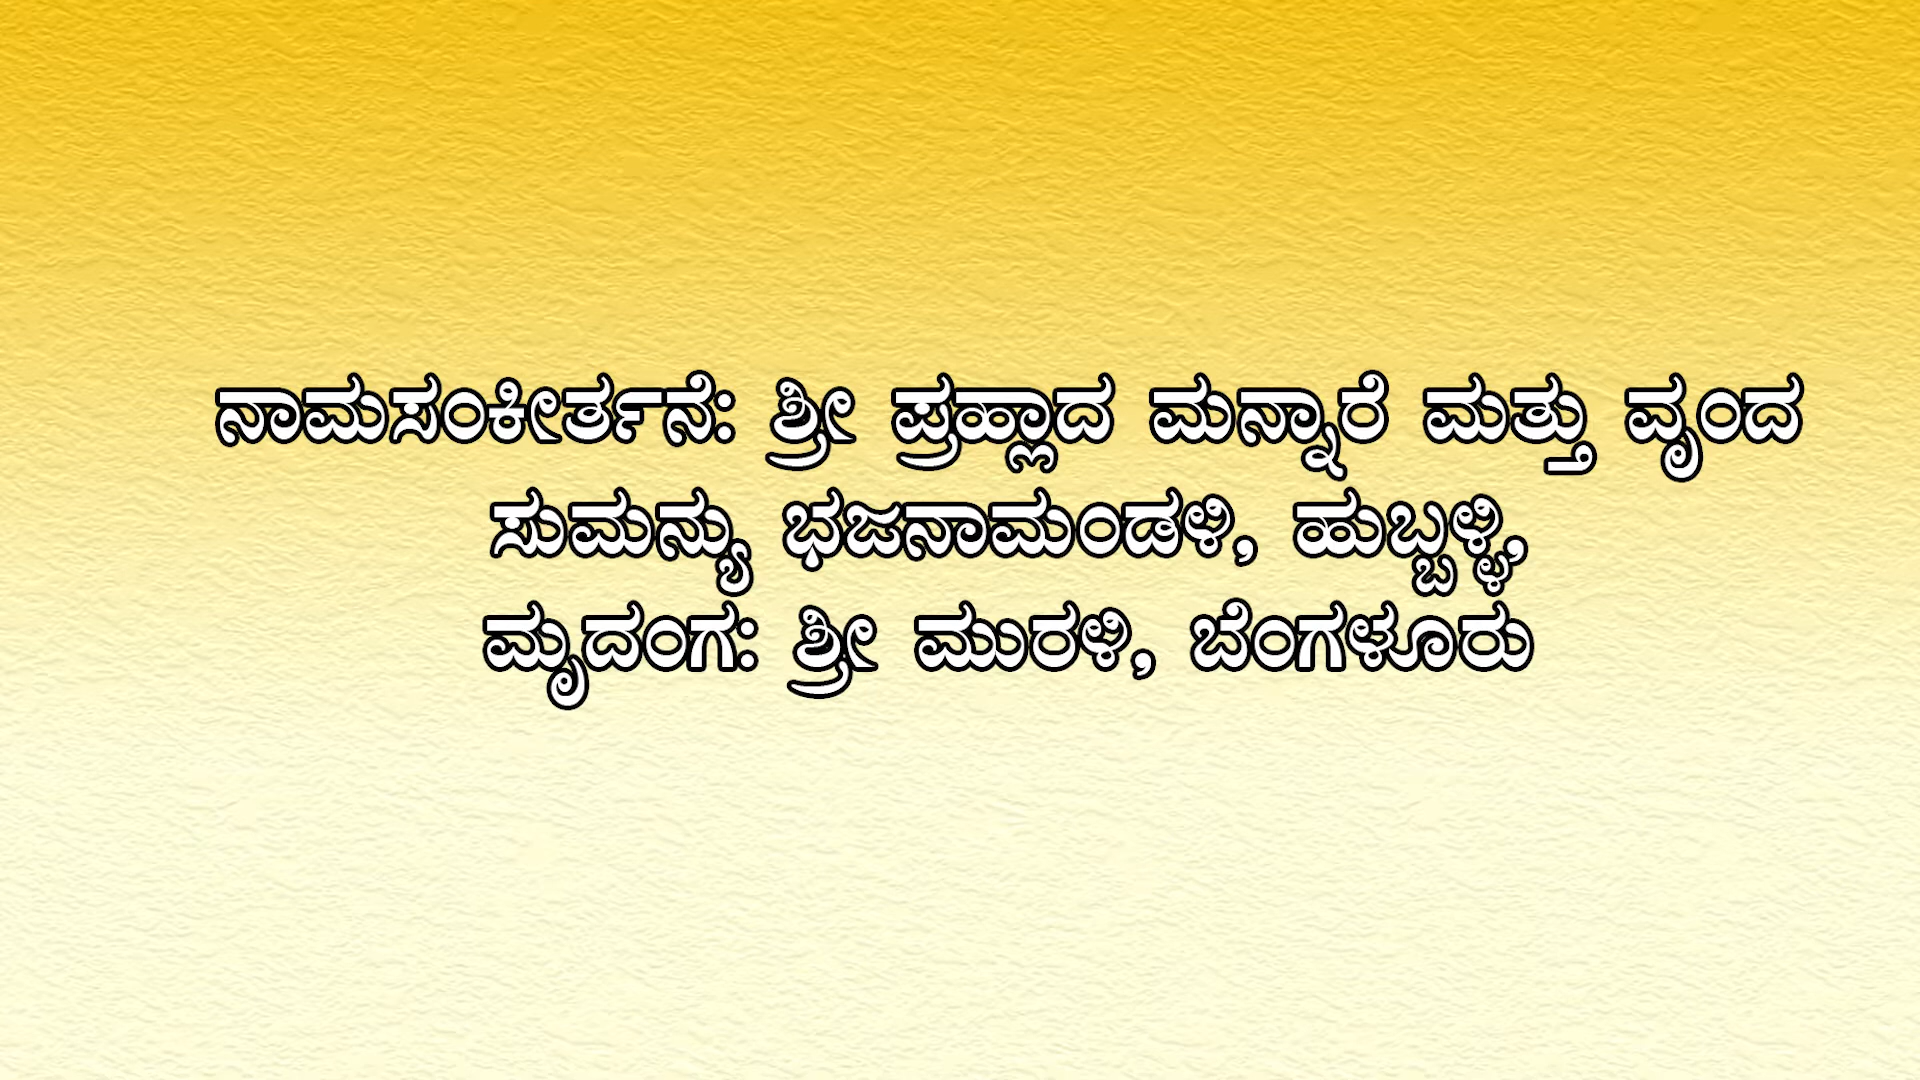 ನಾಮಸಂಕೀರ್ತನೆ: ಶ್ರೀ ಪ್ರಹ್ಲಾದ ಮನ್ನಾರೆ ಮತ್ತು ವೃಂದ
ಸುಮನ್ಯು ಭಜನಾಮಂಡಳಿ, ಹುಬ್ಬಳ್ಳಿ,
ಮೃದಂಗ: ಶ್ರೀ ಮುರಳಿ, ಬೆಂಗಳೂರು